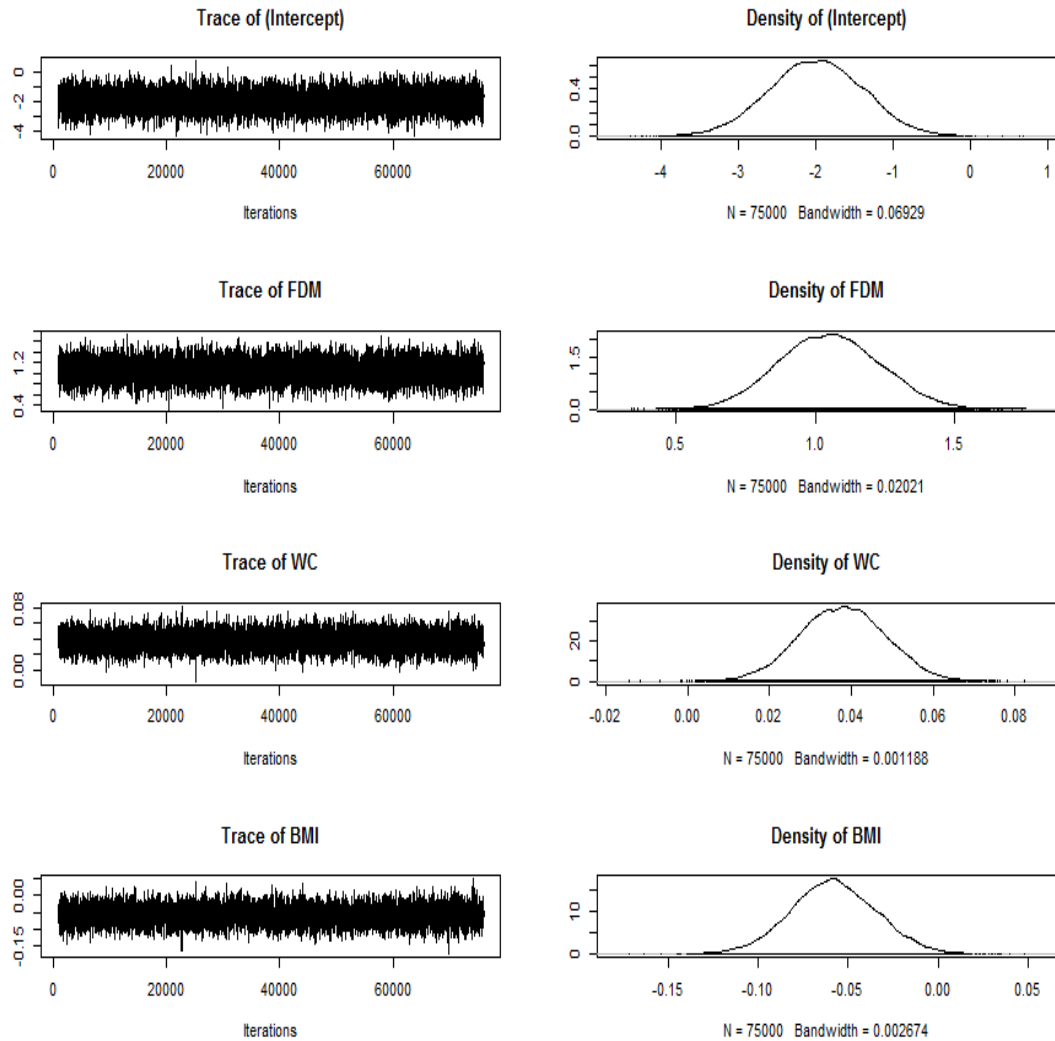 Trace of (Intercept)
0
-2
-4
0 20000 40000 60000
Iterations
Density of (Intercept)
0.4
0.0
-4 -3 -2 -1 0 1
N = 75000 Bandwidth = 0.06929
Trace of FDM
1.2
0.4
0 20000 40000 60000
Iterations
Density of FDM
1.5
0.0
0.5 1.0 1.5
N = 75000 Bandwidth = 0.02021
Trace of WC
0.08
0.00
0 20000 40000 60000
Iterations
Density of WC
20
0
-0.02 0.00 0.02 0.04 0.06 0.08
N = 75000 Bandwidth = 0.001188
Trace of BMI
0.00
-0.15
0 20000 40000 60000
Iterations
Density of BMI
10
0
-0.15 -0.10 -0.05 0.00 0.05
N = 75000 Bandwidth = 0.002674